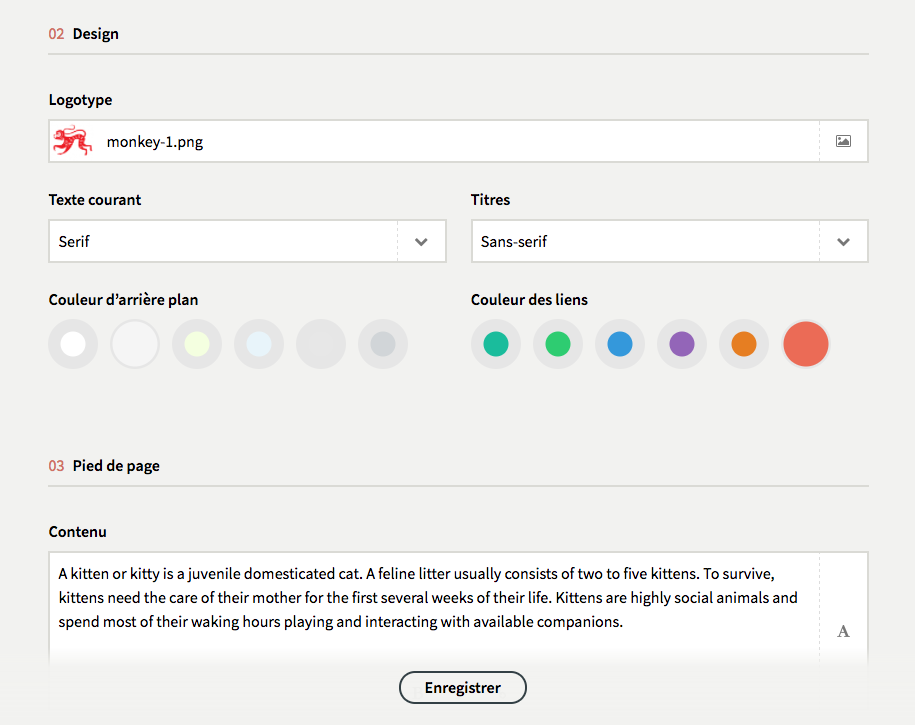 02 Design
Logotype
monkey-1.png
Texte courant
Titres
Serif
Sans-serif
Couleur d’arrière plan
Couleur des liens
03 Pied de page
Contenu
A kitten or kitty is a juvenile domesticated cat. A feline litter usually consists of two to five kittens. To survive,
kittens need the care of their mother for the first several weeks of their life. Kittens are highly social animals and
spend most of their waking hours playing and interacting with available companions.
A
Enregistrer